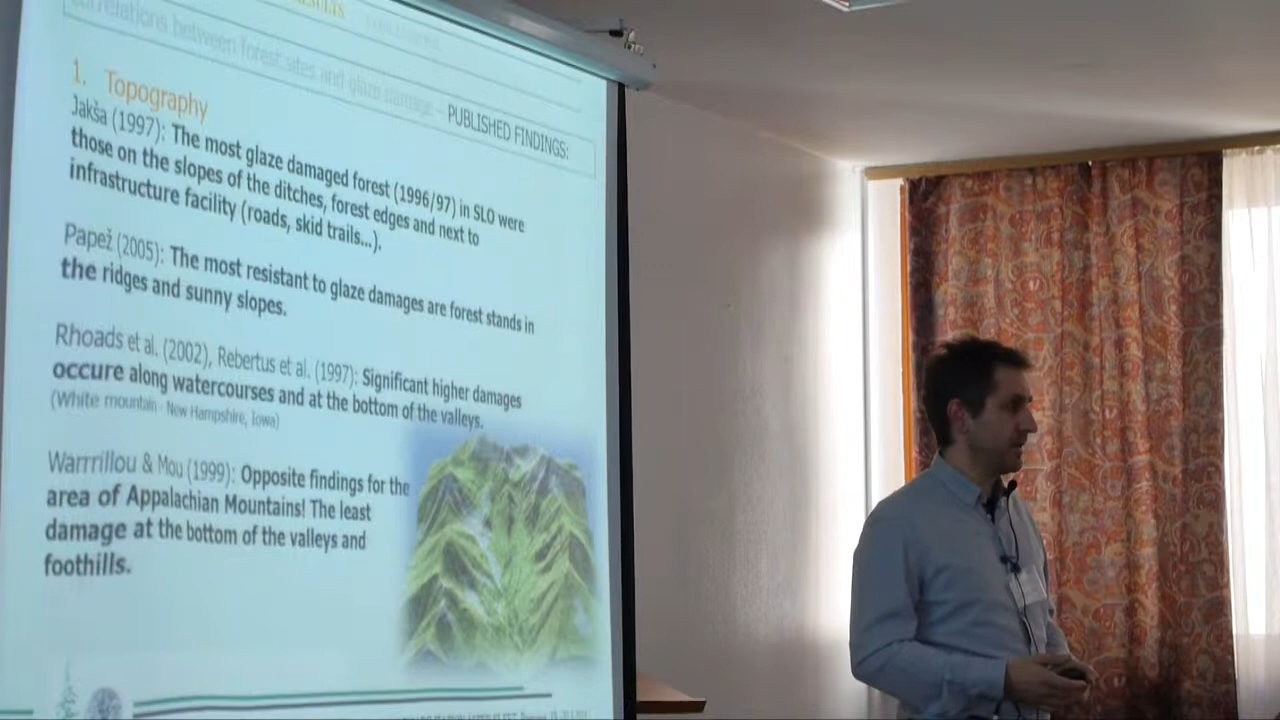 RESULTS
correlations between forest sites and glaze damage – PUBLISHED FINDINGS:
1. Topography
Jakša (1997): The most glaze damaged forest (1996/97) in SLO were
those on the slopes of the ditches, forest edges and next to
infrastructure facility (roads, skid trails...).
Papež (2005): The most resistant to glaze damages are forest stands in
the ridges and sunny slopes.
Rhoads et al. (2002), Rebertus et al. (1997): Significant higher damages
occure along watercourses and at the bottom of the valleys.
(White mountain - New Hampshire, Iowa)
Warrrillou & Mou (1999): Opposite findings for the
area of Appalachian Mountains! The least
damage at the bottom of the valleys and
foothills.